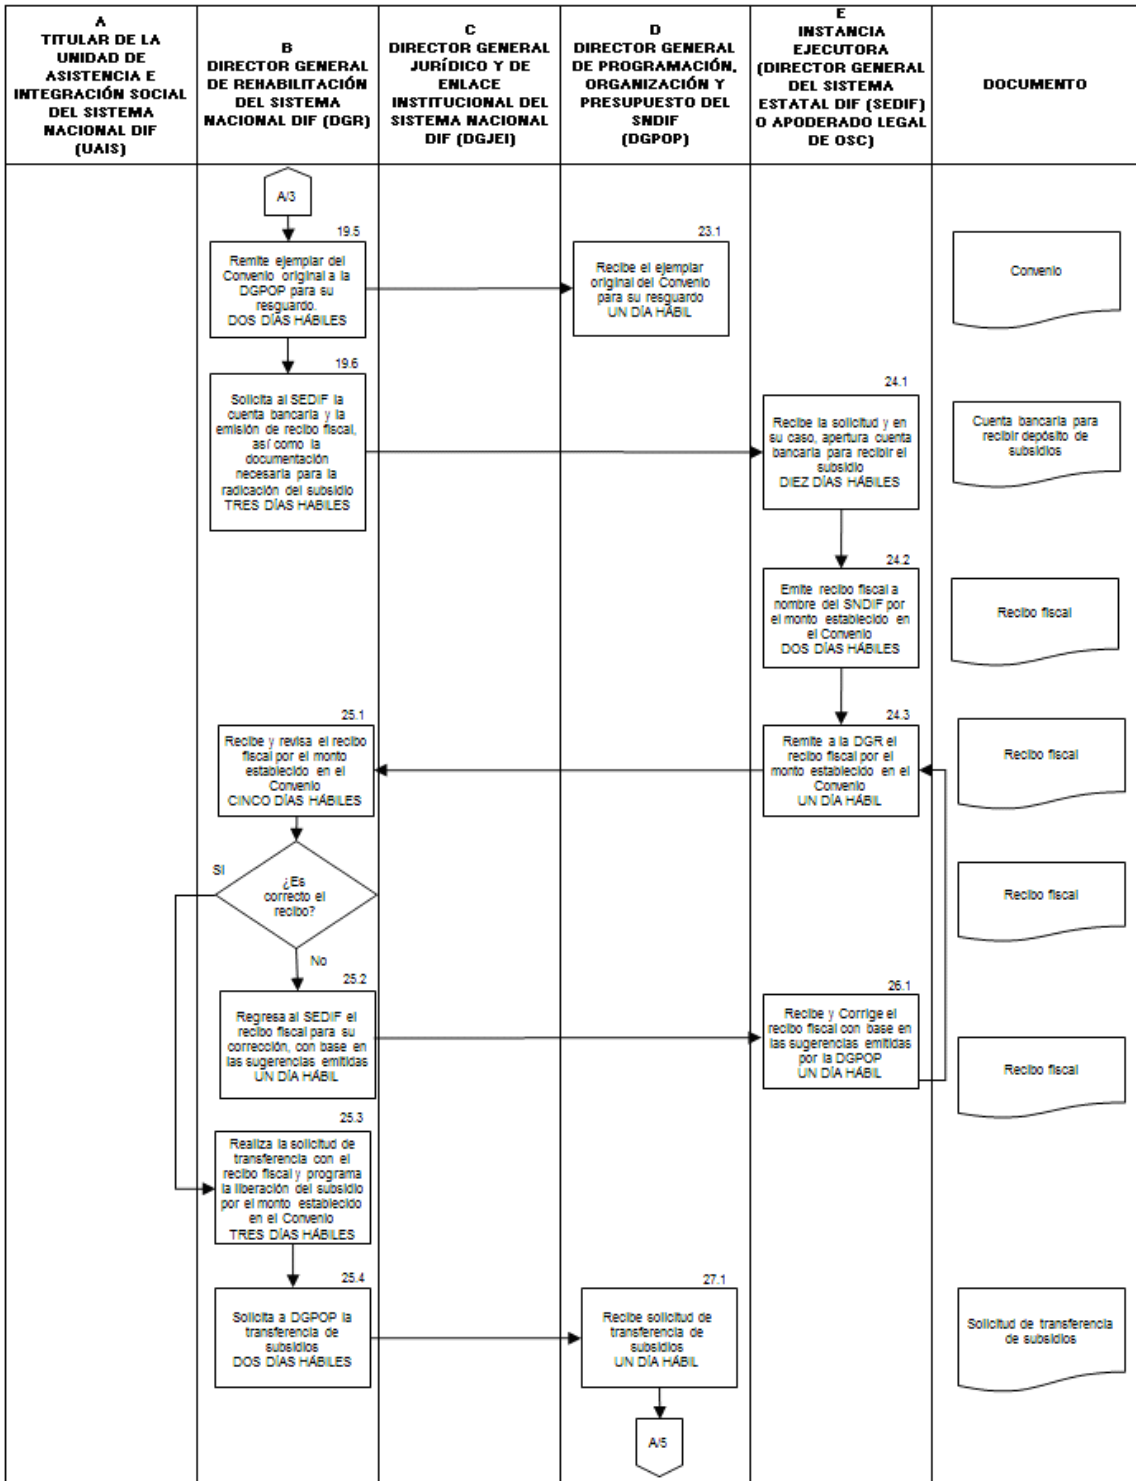 A
TITULAR DE LA
UNIDAD DE
ASISTENCIA E
INTEGRACIÓN SOCIAL
DEL SISTEMA
NACIONAL DIF
(UAIS)
B
DIRECTOR GENERAL
DE REHABILITACIÓN
DEL SISTEMA
NACIONAL DIF (DGR)
C
DIRECTOR GENERAL
JURÍDICO Y DE
ENLACE
INSTITUCIONAL DEL
SISTEMA NACIONAL
DIF (DGJEI)
D
DIRECTOR GENERAL
DE PROGRAMACIÓN,
ORGANIZACIÓN Y
PRESUPUESTO DEL
SNDIF
(DGPOP)
E
INSTANCIA
EJECUTORA
(DIRECTOR GENERAL
DEL SISTEMA
ESTATAL DIF (SEDIF)
O APODERADO LEGAL
DE OSC)
DOCUMENTO
A/3
19.5
Remite ejemplar del
Convenio original a la
DGPOP para su
resguardo.
DOS DÍAS HÁBILES
23.1
Recibe el ejemplar
original del Convenio
para su resguardo
UN DÍA HÁBIL
Convenio
19.6
Solicita al SEDIF la
cuenta bancaria y la
emisión de recibo fiscal,
así como la
documentación
necesaria para la
radicación del subsidio
TRES DÍAS HABILES
24.1
Recibe la solicitud y en
su caso, apertura cuenta
bancaria para recibir el
subsidio
DIEZ DÍAS HÁBILES
Cuenta bancaria para
recibir depósito de
subsidios
24.2
Emite recibo fiscal a
nombre del SNDIF por
el monto establecido en
el Convenio
DOS DÍAS HÁBILES
Recibo fiscal
25.1
Recibe y revisa el recibo
fiscal por el monto
establecido en el
Convenio
CINCO DÍAS HÁBILES
24.3
Remite a la DGR el
recibo fiscal por el
monto establecido en el
Convenio
UN DÍA HÁBIL
Recibo fiscal
SI
¿Es
correcto el
recibo?
Recibo fiscal
No
25.2
Regresa al SEDIF el
recibo fiscal para su
corrección, con base en
las sugerencias emitidas
UN DÍA HÁBIL
26.1
Recibe y Corrige el
recibo fiscal con base en
las sugerencias emitidas
por la DGPOP
UN DÍA HÁBIL
Recibo fiscal
25.3
Realiza la solicitud de
transferencia con el
recibo fiscal y programa
la liberación del subsidio
por el monto establecido
en el Convenio
TRES DÍAS HÁBILES
25.4
Solicita a DGPOP la
transferencia de
subsidios
DOS DÍAS HÁBILES
27.1
Recibe solicitud de
transferencia de
subsidios
UN DÍA HÁBIL
Solicitud de transferencia
de subsidios
A/5